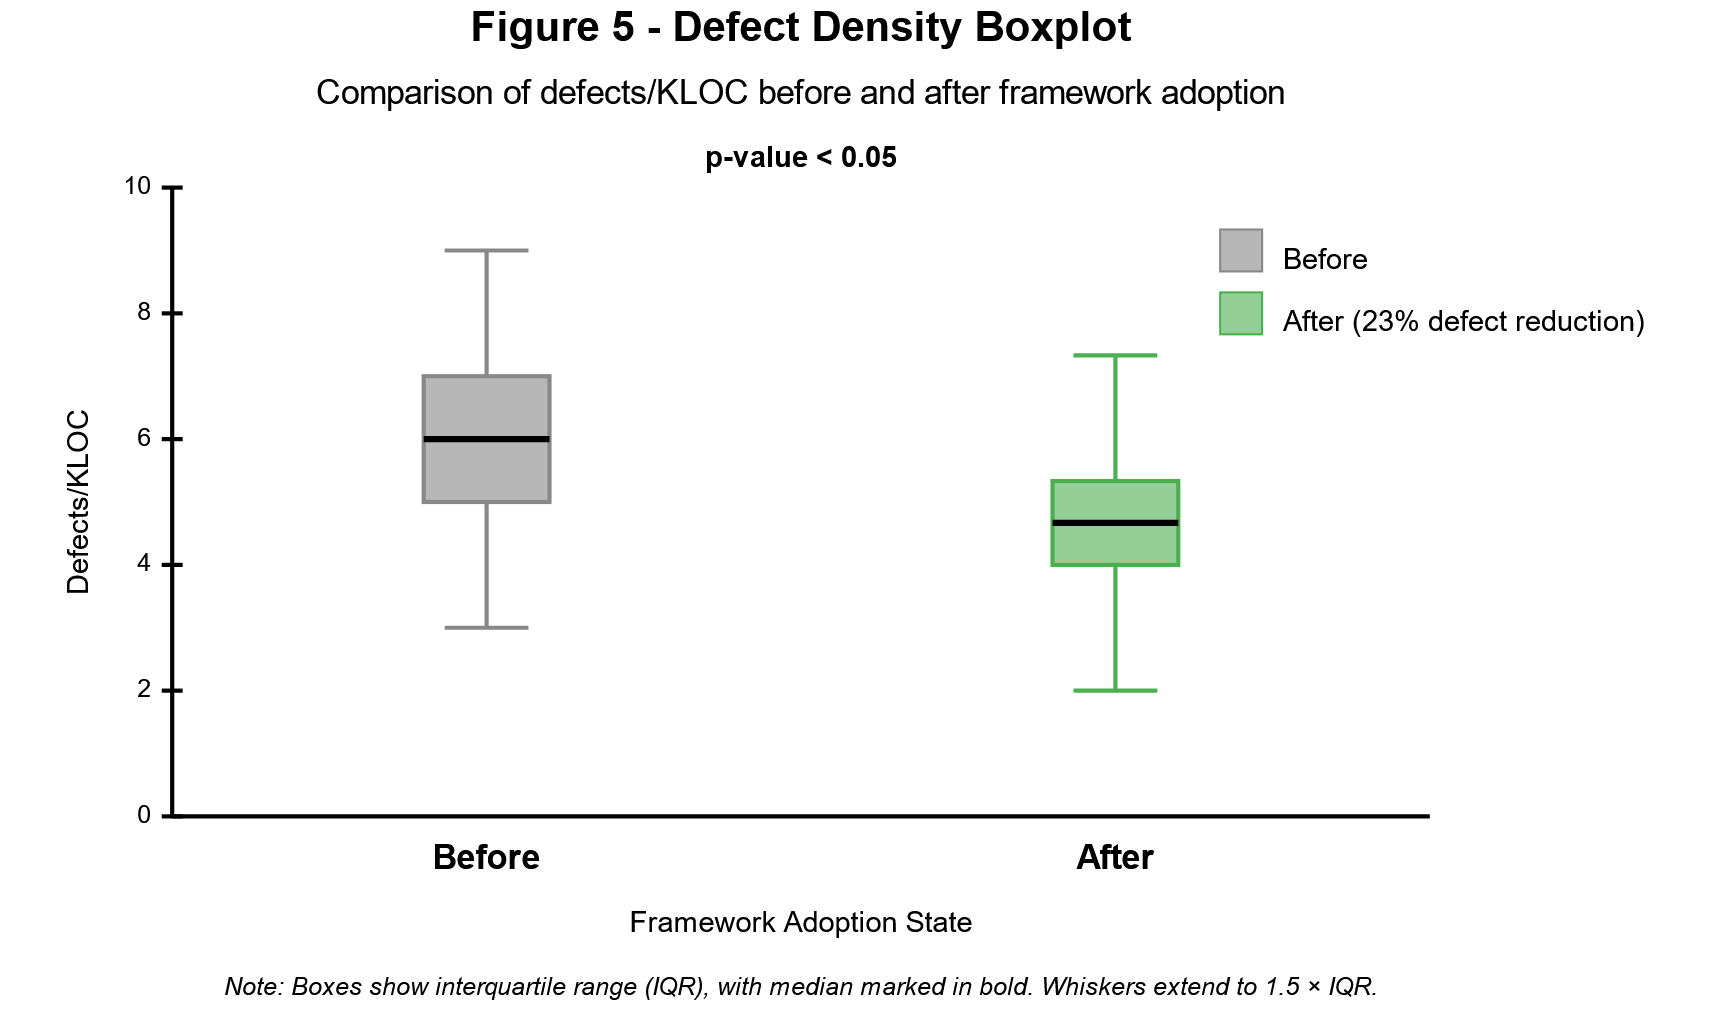 Figure 5 - Defect Density Boxplot
Comparison of defects/KLOC before and after framework adoption
p-value < 0.05
10
8
6
4
2
0
Defects/KLOC
Before
After (23% defect reduction)
Before
After
Framework Adoption State
Note: Boxes show interquartile range (IQR), with median marked in bold. Whiskers extend to 1.5 × IQR.